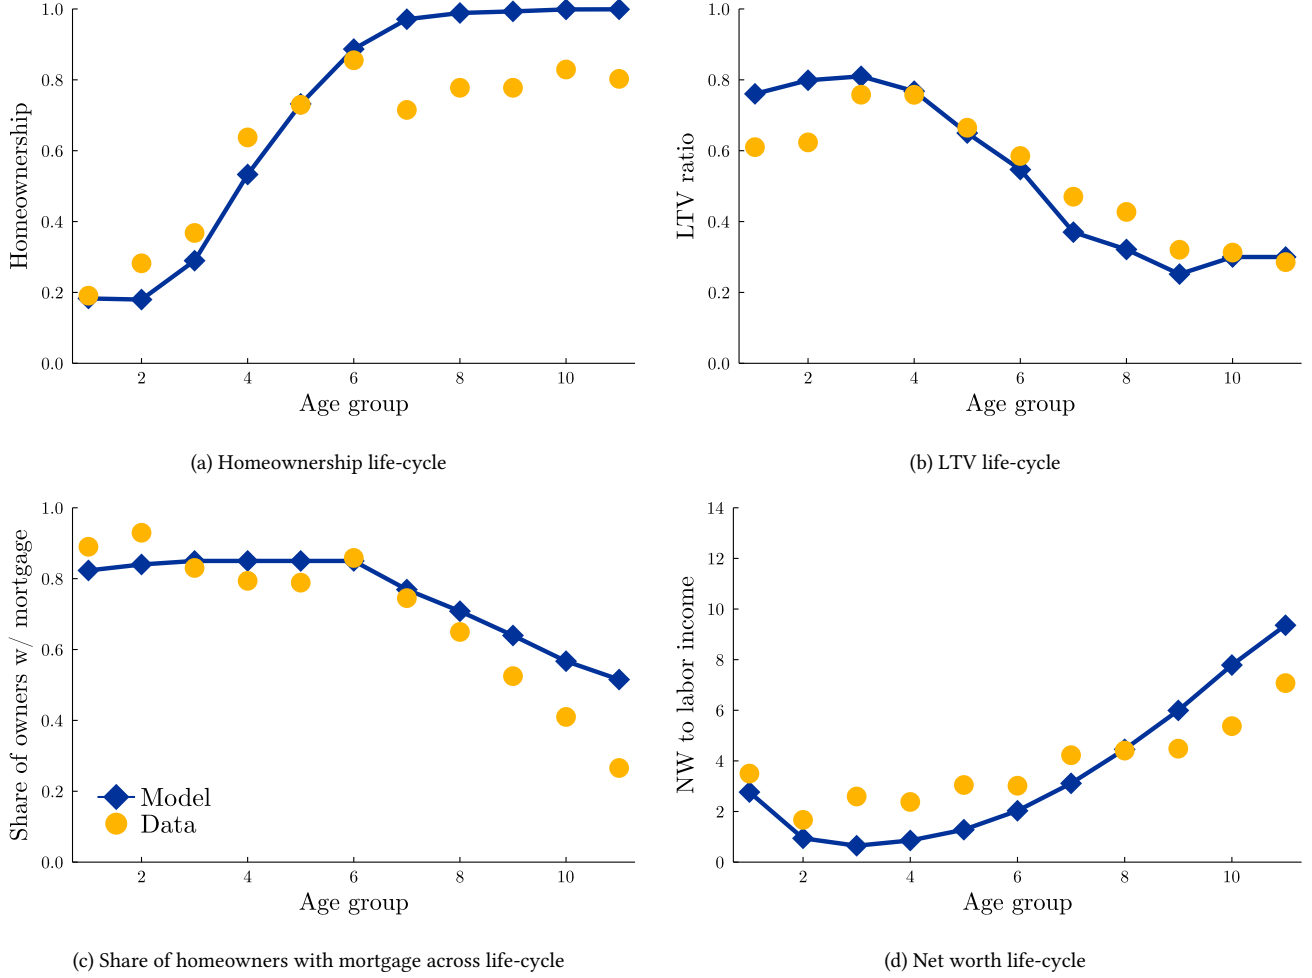 1.0
0.8
0.6
0.4
0.2
0.0
Homeownership
2 4 6 8 10
Age group
(a) Homeownership life-cycle
1.0
0.8
0.6
0.4
0.2
0.0
LTV ratio
2 4 6 8 10
Age group
(b) LTV life-cycle
1.0
0.8
0.6
0.4
0.2
0.0
Share of owners w/ mortgage
Model
Data
2 4 6 8 10
Age group
(c) Share of homeowners with mortgage across life-cycle
14
12
10
8
6
4
2
0
NW to labor income
2 4 6 8 10
Age group
(d) Net worth life-cycle